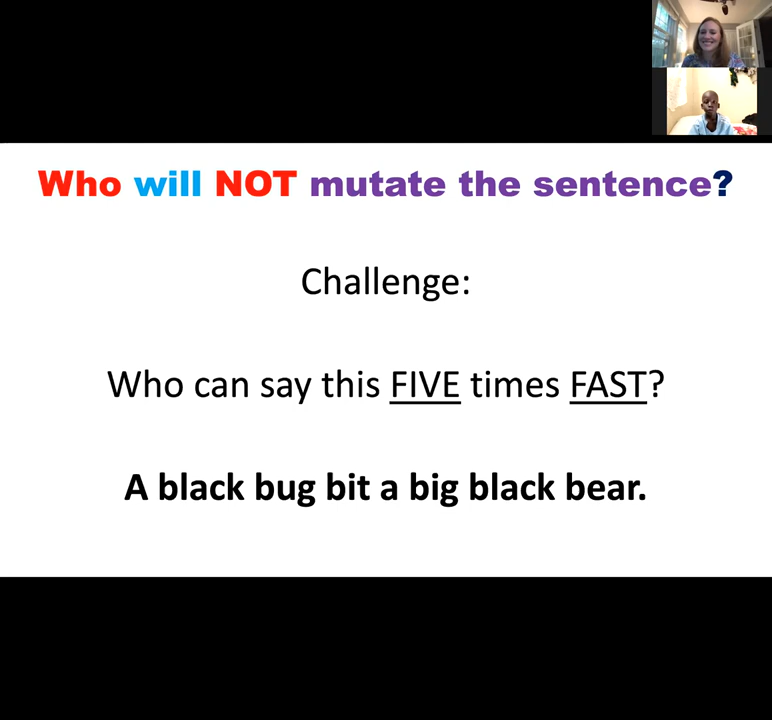 Who will NOT mutate the sentence?
Challenge:
Who can say this FIVE times FAST?
A black bug bit a big black bear.